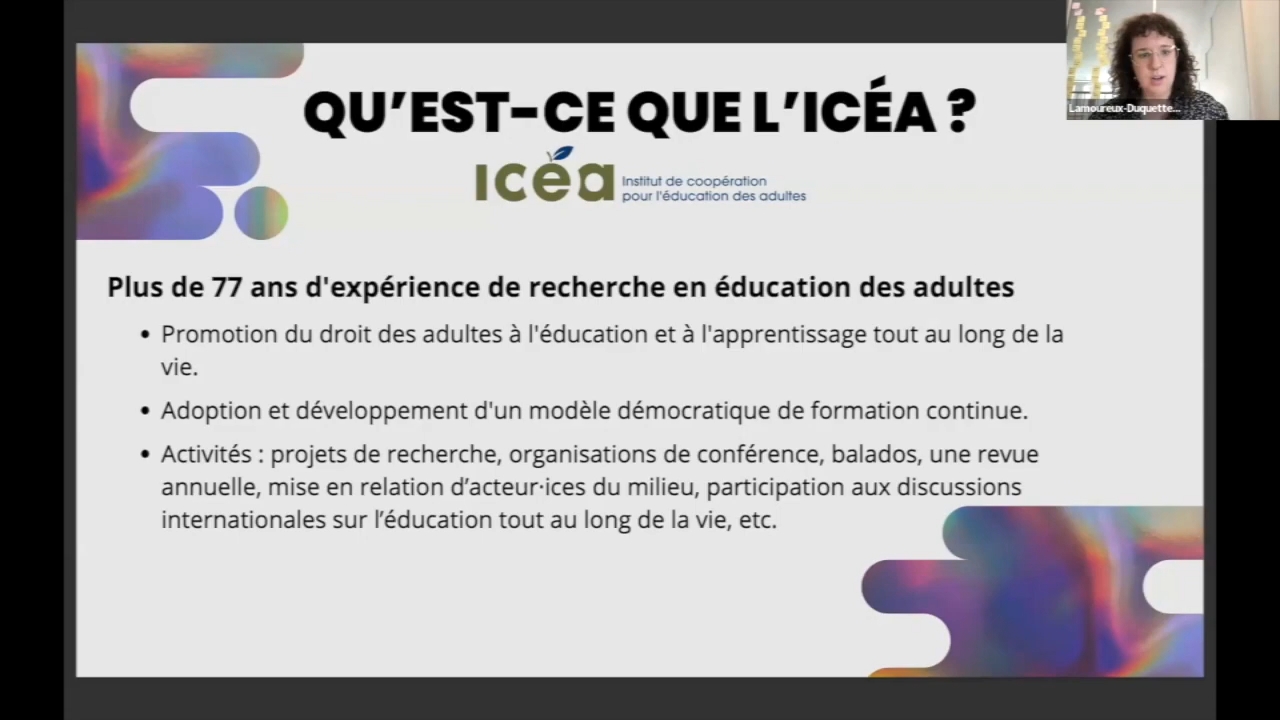 QU'EST-CE QUE L'ICÉA ?
icéa
Institut de coopération
pour l'éducation des adultes
Lamoureux-Duquette...
Plus de 77 ans d'expérience de recherche en éducation des adultes
• Promotion du droit des adultes à l'éducation et à l'apprentissage tout au long de la
vie.
• Adoption et développement d'un modèle démocratique de formation continue.
• Activités : projets de recherche, organisations de conférence, balados, une revue
annuelle, mise en relation d’acteur·ices du milieu, participation aux discussions
internationales sur l’éducation tout au long de la vie, etc.